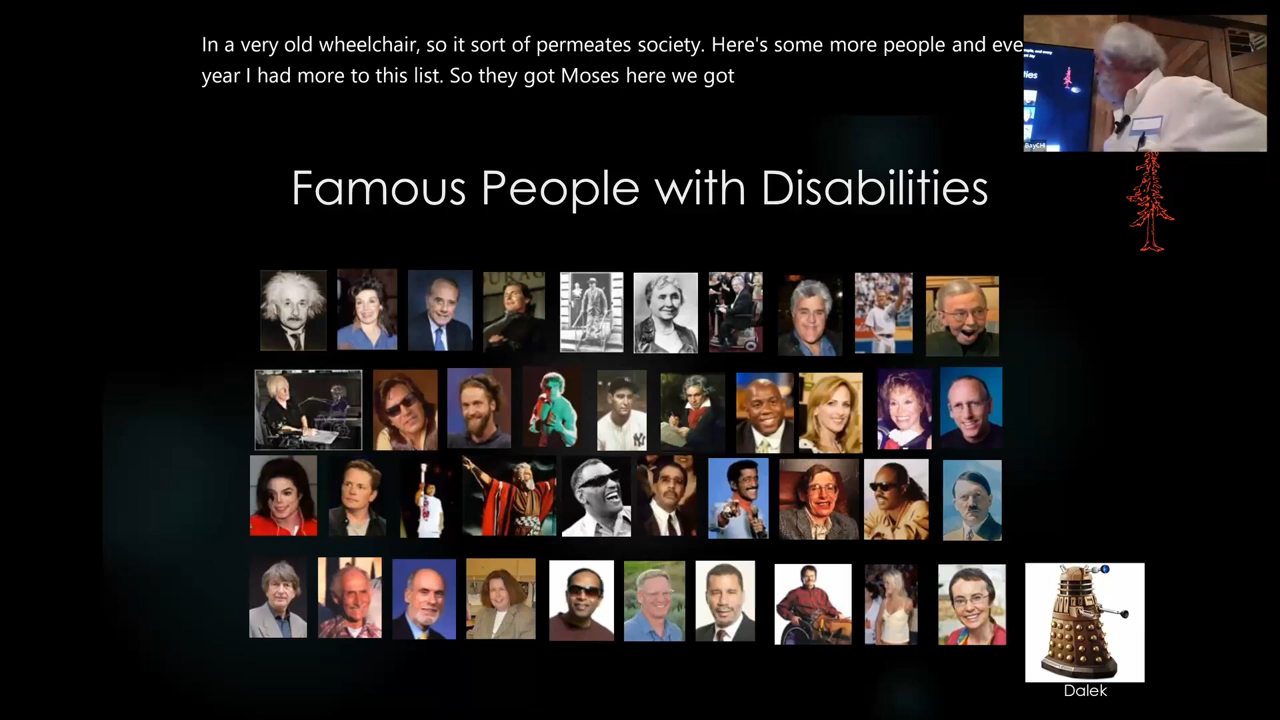 In a very old wheelchair, so it sort of permeates society. Here's some more people and eve
year I had more to this list. So they got Moses here we got
Famous People with Disabilities
BayCHI
Dalek